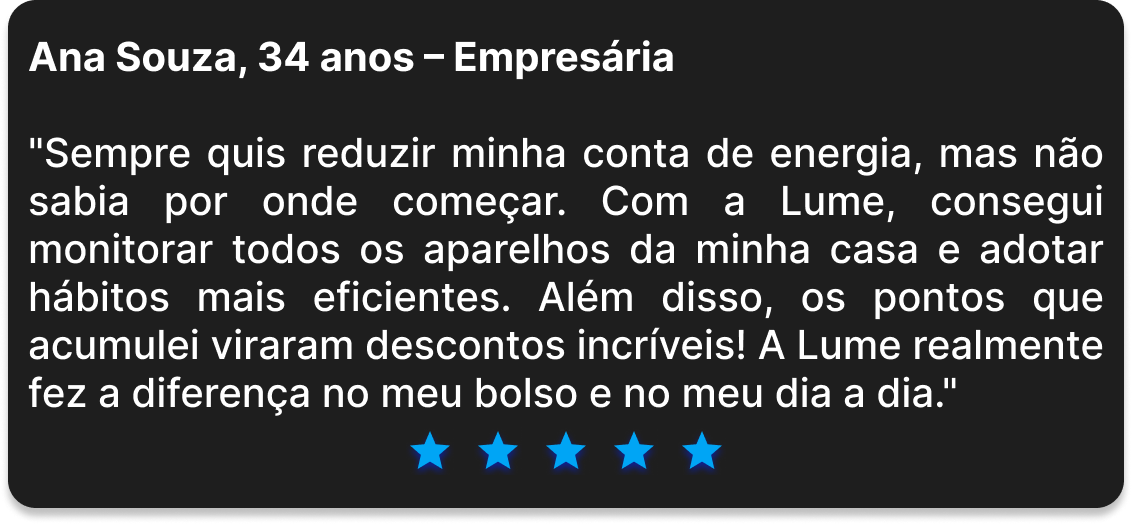 Ana Souza, 34 anos – Empresária
"Sempre quis reduzir minha conta de energia, mas não
sabia por onde começar. Com a Lume, consegui
monitorar todos os aparelhos da minha casa e adotar
hábitos mais eficientes. Além disso, os pontos que
acumulei viraram descontos incríveis! A Lume realmente
fez a diferença no meu bolso e no meu dia a dia."